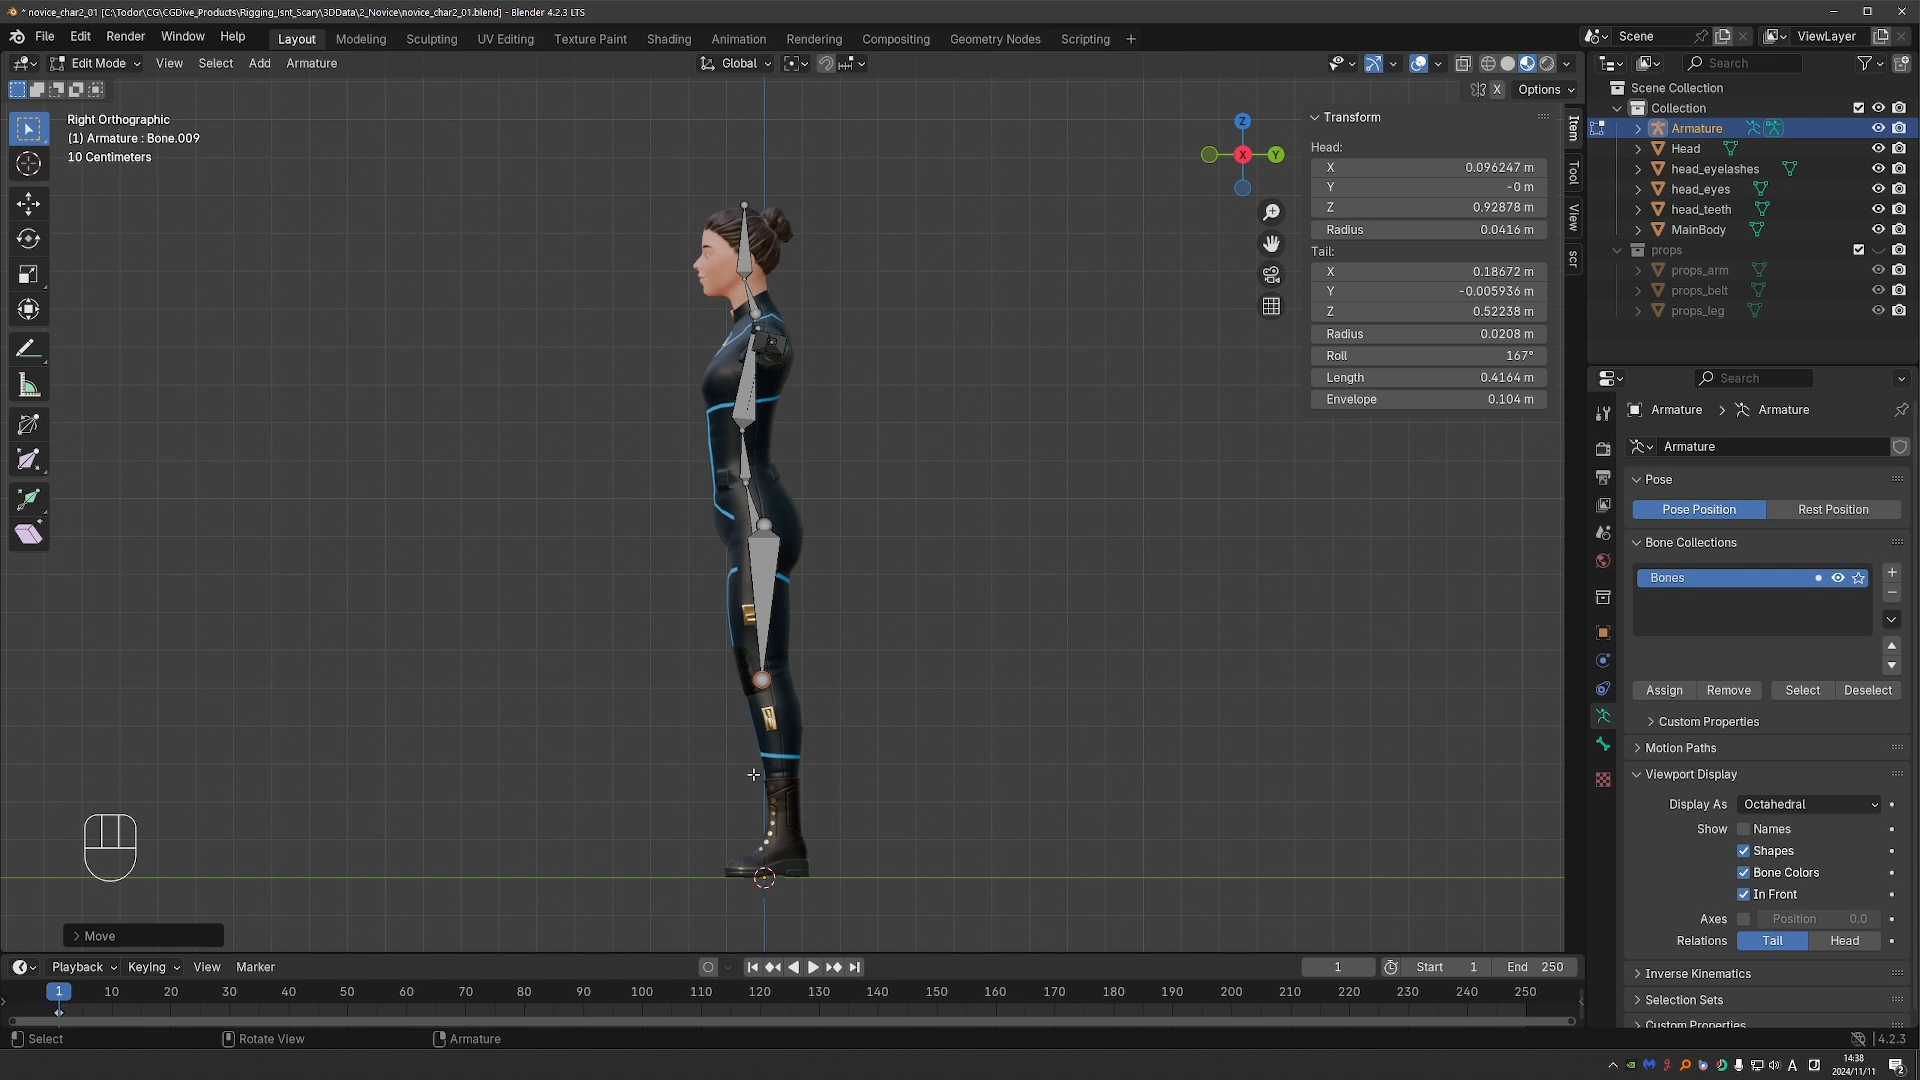 * novice_char2_01 [C:\Todor\CG\CGDive_Products\Rigging_Isnt_Scary\3DData\2_Novice\novice_char2_01.blend] - Blender 4.2.3 LTS
File Edit Render Window Help Layout Modeling Sculpting UV Editing Texture Paint Shading Animation Rendering Compositing Geometry Nodes Scripting + Scene ViewLayer
Edit Mode View Select Add Armature Global Search
X Options
Right Orthographic
(1) Armature : Bone.009
10 Centimeters
Z
X
Y
Transform
Head:
X 0.096247 m
Y -0 m
Z 0.92878 m
Radius 0.0416 m
Tail:
X 0.18672 m
Y -0.005936 m
Z 0.52238 m
Radius 0.0208 m
Roll 167°
Length 0.4164 m
Envelope 0.104 m
Item
Tool
View
scr
Scene Collection
Collection
Armature
Head
head_eyelashes
head_eyes
head_teeth
MainBody
props
props_arm
props_belt
props_leg
Search
Armature > Armature
Armature
Pose
Pose Position Rest Position
Bone Collections
Bones
Assign Remove Select Deselect
Custom Properties
Motion Paths
Viewport Display
Display As Octahedral
Show Names
Shapes
Bone Colors
In Front
Axes Position 0.0
Relations Tail Head
Inverse Kinematics
Selection Sets
Custom Properties
> Move
Playback Keying View Marker 1 Start 1 End 250
1 10 20 30 40 50 60 70 80 90 100 110 120 130 140 150 160 170 180 190 200 210 220 230 240 250
Select Rotate View Armature 4.2.3
A 14:38
2024/11/11
2